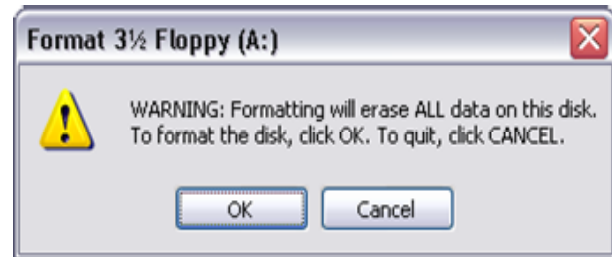 Format 3½ Floppy (A:)
WARNING: Formatting will erase ALL data on this disk.
To format the disk, click OK. To quit, click CANCEL.
OK
Cancel